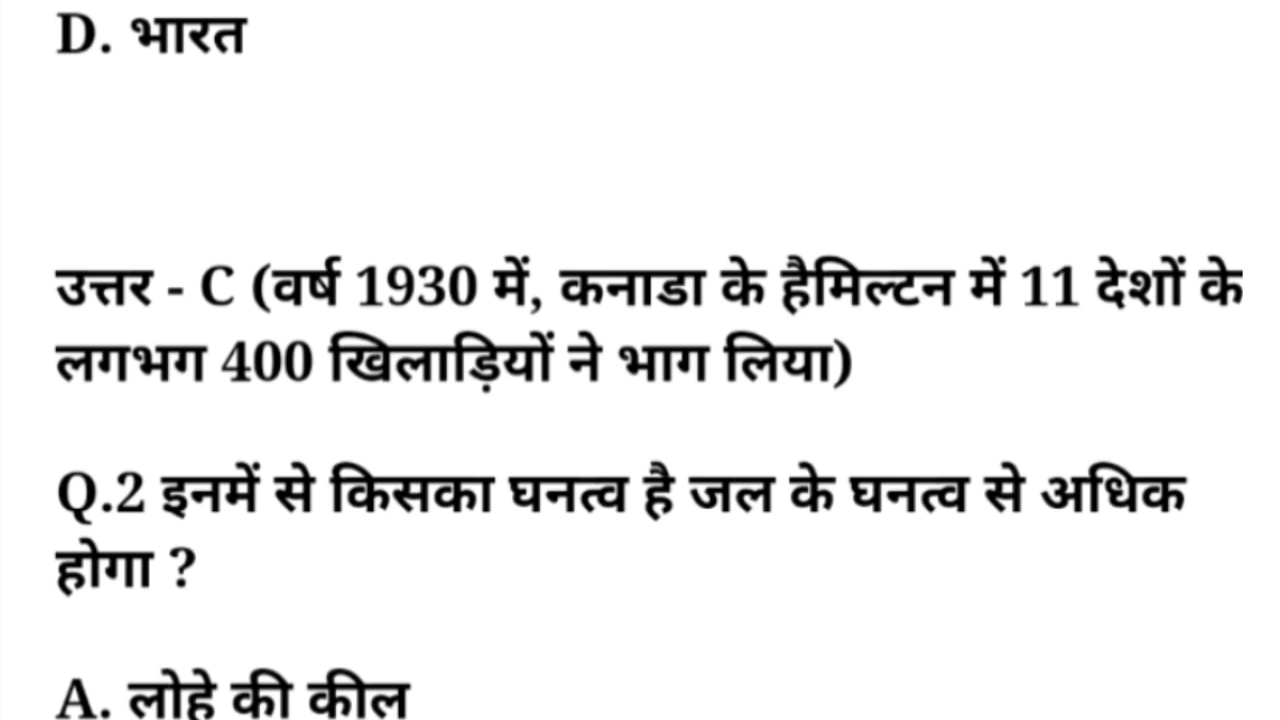 D. भारत
उत्तर - C (वर्ष 1930 में, कनाडा के हैमिल्टन में 11 देशों के
लगभग 400 खिलाड़ियों ने भाग लिया)
Q.2 इनमें से किसका घनत्व है जल के घनत्व से अधिक
होगा ?
A. लोहे की कील